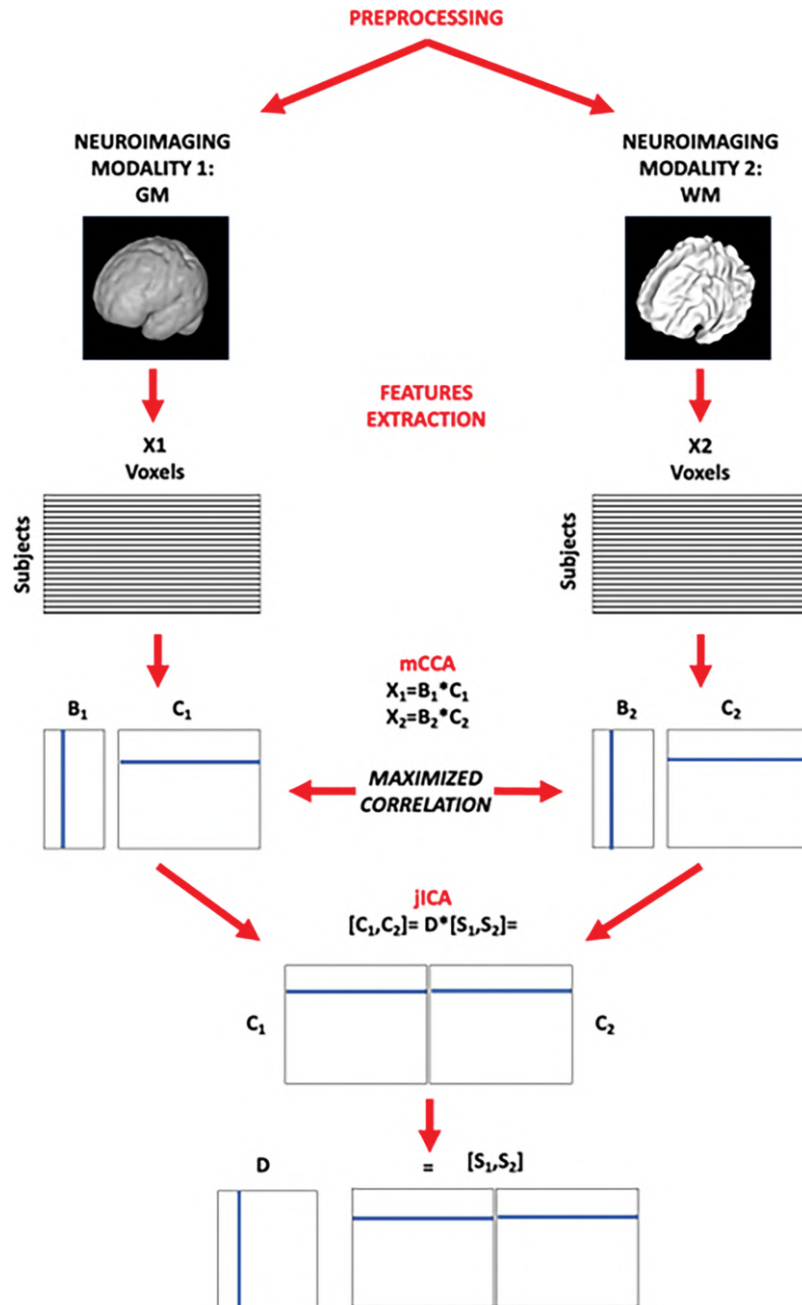 PREPROCESSING
NEUROIMAGING
MODALITY 1:
GM
NEUROIMAGING
MODALITY 2:
WM
FEATURES
EXTRACTION
X1
Voxels
Subjects
X2
Voxels
Subjects
mCCA
X₁=B₁*C₁
X₂=B₂*C₂
B₁
C₁
B₂
C₂
MAXIMIZED
CORRELATION
jICA
[C₁,C₂]= D*[S₁,S₂]=
C₁
C₂
D
=
[S₁,S₂]